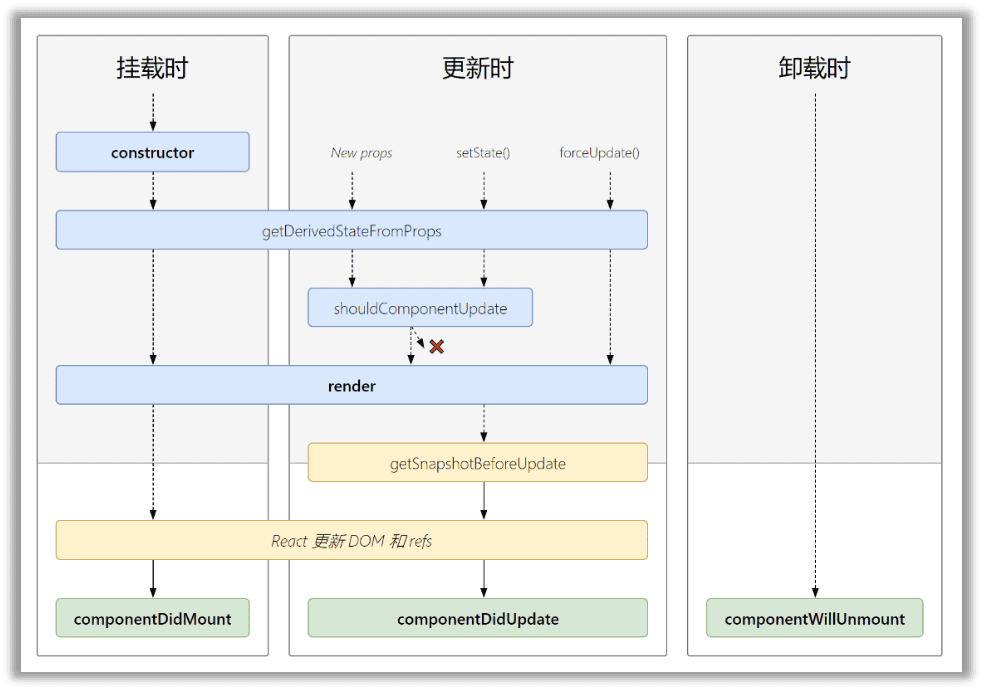 挂载时
更新时
卸载时
constructor
New props
setState()
forceUpdate()
getDerivedStateFromProps
shouldComponentUpdate
render
getSnapshotBeforeUpdate
React 更新 DOM 和 refs
componentDidMount
componentDidUpdate
componentWillUnmount